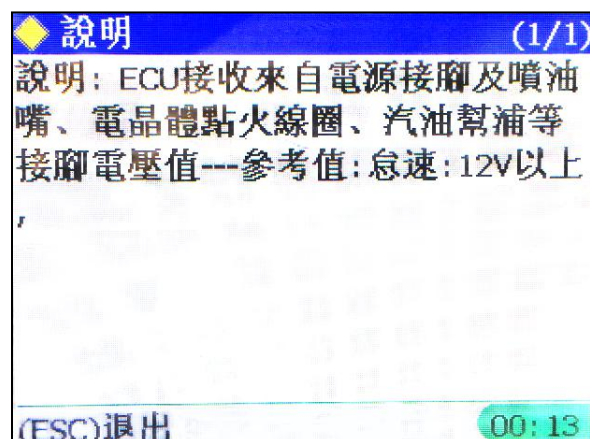 說明 (1/1)
說明: ECU接收來自電源接腳及噴油
嘴、電晶體點火線圈、汽油幫浦等
接腳電壓值---參考值:怠速:12V以上
,
(ESC)退出 00:13